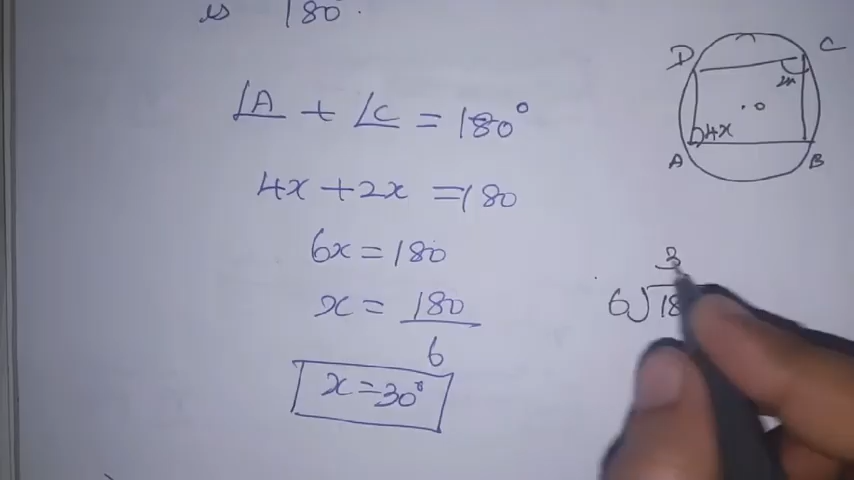 is 180°.
∠A + ∠C = 180°
4x + 2x = 180
6x = 180
x = 180
6
x = 30°
D C
2x
. o
4x
A B
3
6 ) 18